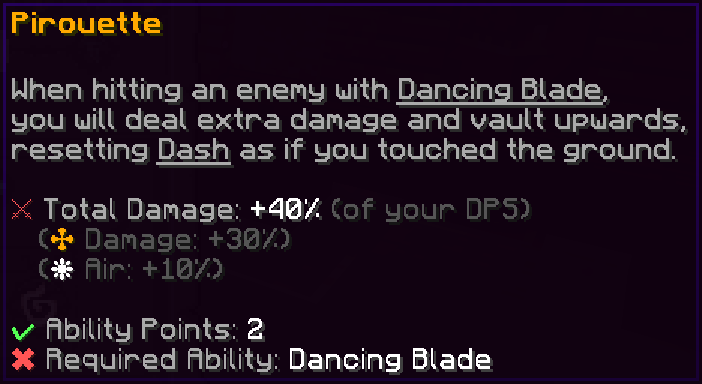 Pirouette
When hitting an enemy with Dancing Blade,
you will deal extra damage and vault upwards,
resetting Dash as if you touched the ground.
Total Damage: +40% (of your DPS)
(Damage: +30%)
(Air: +10%)
Ability Points: 2
Required Ability: Dancing Blade